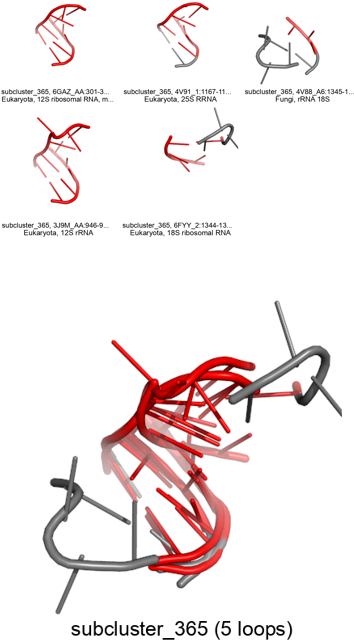 subcluster_365, 6GAZ_AA:301-3...
Eukaryota, 12S ribosomal RNA, m...
subcluster_365, 4V91_1:1167-11...
Eukaryota, 25S RRNA
subcluster_365, 4V88_A6:1345-1...
Fungi, rRNA 18S
subcluster_365, 3J9M_AA:946-9...
Eukaryota, 12S rRNA
subcluster_365, 6FYY_2:1344-13...
Eukaryota, 18S ribosomal RNA
subcluster_365 (5 loops)